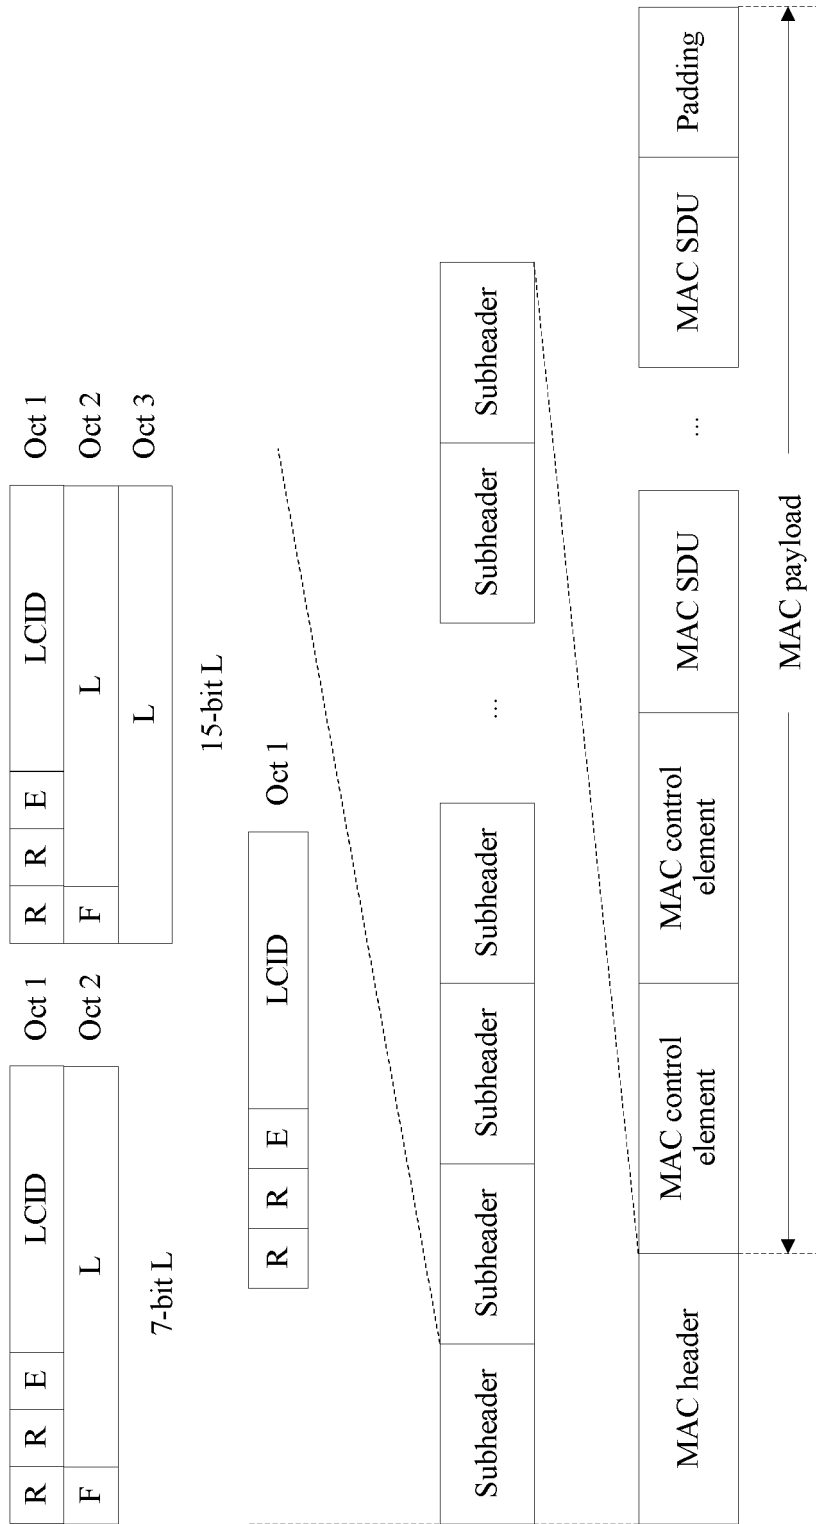 R R E LCID Oct 1
F L Oct 2
7-bit L
R R E LCID Oct 1
F L Oct 2
L Oct 3
15-bit L
R R E LCID Oct 1
Subheader Subheader Subheader Subheader ... Subheader Subheader
MAC header
MAC control
element
MAC control
element
MAC SDU
...
MAC SDU
Padding
MAC payload